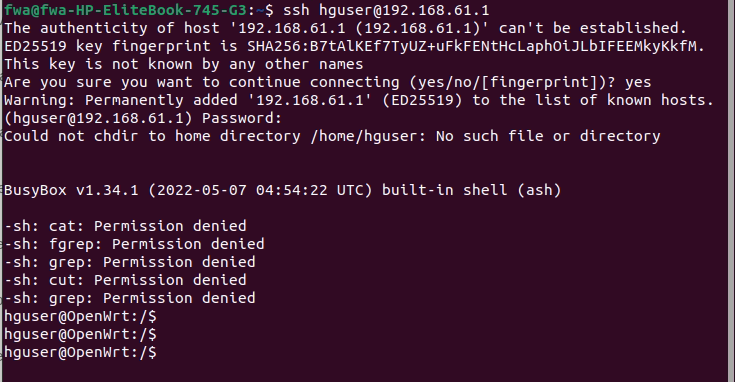 fwa@fwa-HP-EliteBook-745-G3:~$ ssh hguser@192.168.61.1
The authenticity of host '192.168.61.1 (192.168.61.1)' can't be established.
ED25519 key fingerprint is SHA256:B7tAlKEf7TyUZ+uFkFENtHcLaphOiJLbIFEEMkyKkfM.
This key is not known by any other names
Are you sure you want to continue connecting (yes/no/[fingerprint])? yes
Warning: Permanently added '192.168.61.1' (ED25519) to the list of known hosts.
(hguser@192.168.61.1) Password:
Could not chdir to home directory /home/hguser: No such file or directory
BusyBox v1.34.1 (2022-05-07 04:54:22 UTC) built-in shell (ash)
-sh: cat: Permission denied
-sh: fgrep: Permission denied
-sh: grep: Permission denied
-sh: cut: Permission denied
-sh: grep: Permission denied
hguser@OpenWrt:/$
hguser@OpenWrt:/$
hguser@OpenWrt:/$